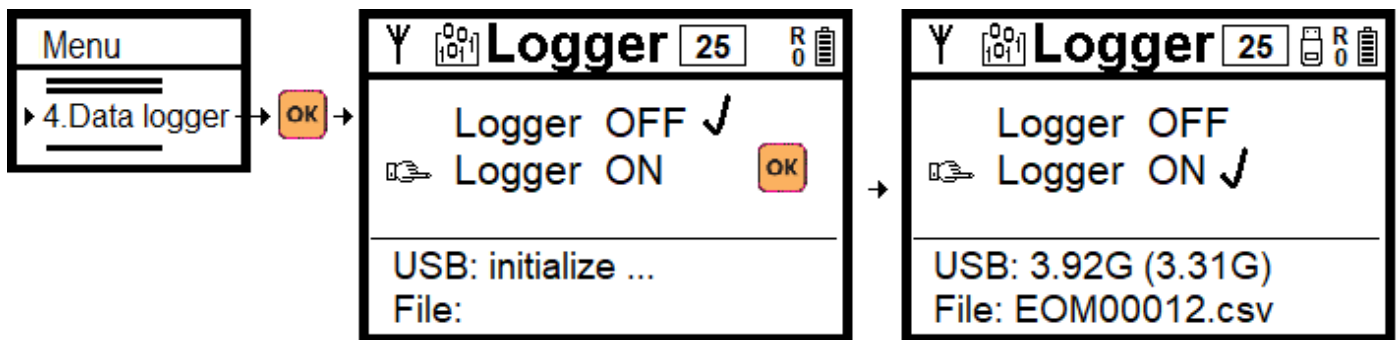 Menu
4.Data logger
OK
Logger 25 R 0
Logger OFF
Logger ON OK
USB: initialize ...
File:
Logger 25 R 0
Logger OFF
Logger ON
USB: 3.92G (3.31G)
File: EOM00012.csv